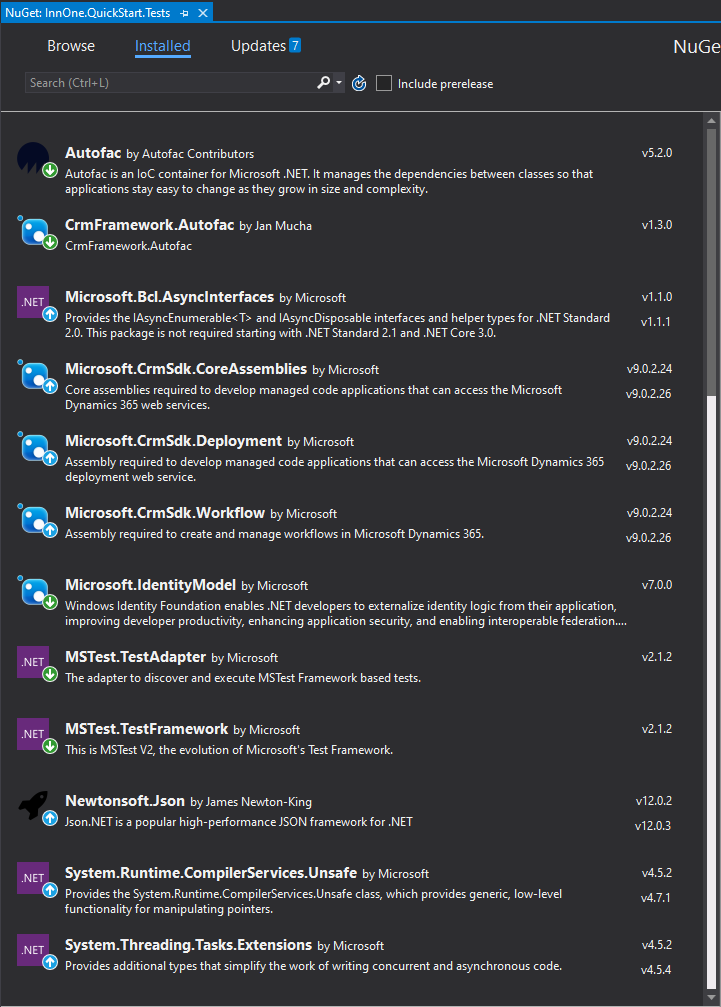 NuGet: InnOne.QuickStart.Tests
Browse
Installed
Updates 7
NuGe
Search (Ctrl+L)
Include prerelease
Autofac by Autofac Contributors
v5.2.0
Autofac is an IoC container for Microsoft .NET. It manages the dependencies between classes so that
applications stay easy to change as they grow in size and complexity.
CrmFramework.Autofac by Jan Mucha
v1.3.0
CrmFramework.Autofac
.NET
Microsoft.Bcl.AsyncInterfaces by Microsoft
v1.1.0
Provides the IAsyncEnumerable<T> and IAsyncDisposable interfaces and helper types for .NET Standard
2.0. This package is not required starting with .NET Standard 2.1 and .NET Core 3.0.
v1.1.1
Microsoft.CrmSdk.CoreAssemblies by Microsoft
v9.0.2.24
Core assemblies required to develop managed code applications that can access the Microsoft
Dynamics 365 web services.
v9.0.2.26
Microsoft.CrmSdk.Deployment by Microsoft
v9.0.2.24
Assembly required to develop managed code applications that can access the Microsoft Dynamics 365
deployment web service.
v9.0.2.26
Microsoft.CrmSdk.Workflow by Microsoft
v9.0.2.24
Assembly required to create and manage workflows in Microsoft Dynamics 365.
v9.0.2.26
Microsoft.IdentityModel by Microsoft
v7.0.0
Windows Identity Foundation enables .NET developers to externalize identity logic from their application,
improving developer productivity, enhancing application security, and enabling interoperable federation....
.NET
MSTest.TestAdapter by Microsoft
v2.1.2
The adapter to discover and execute MSTest Framework based tests.
.NET
MSTest.TestFramework by Microsoft
v2.1.2
This is MSTest V2, the evolution of Microsoft's Test Framework.
Newtonsoft.Json by James Newton-King
v12.0.2
Json.NET is a popular high-performance JSON framework for .NET
v12.0.3
.NET
System.Runtime.CompilerServices.Unsafe by Microsoft
v4.5.2
Provides the System.Runtime.CompilerServices.Unsafe class, which provides generic, low-level
functionality for manipulating pointers.
v4.7.1
.NET
System.Threading.Tasks.Extensions by Microsoft
v4.5.2
Provides additional types that simplify the work of writing concurrent and asynchronous code.
v4.5.4